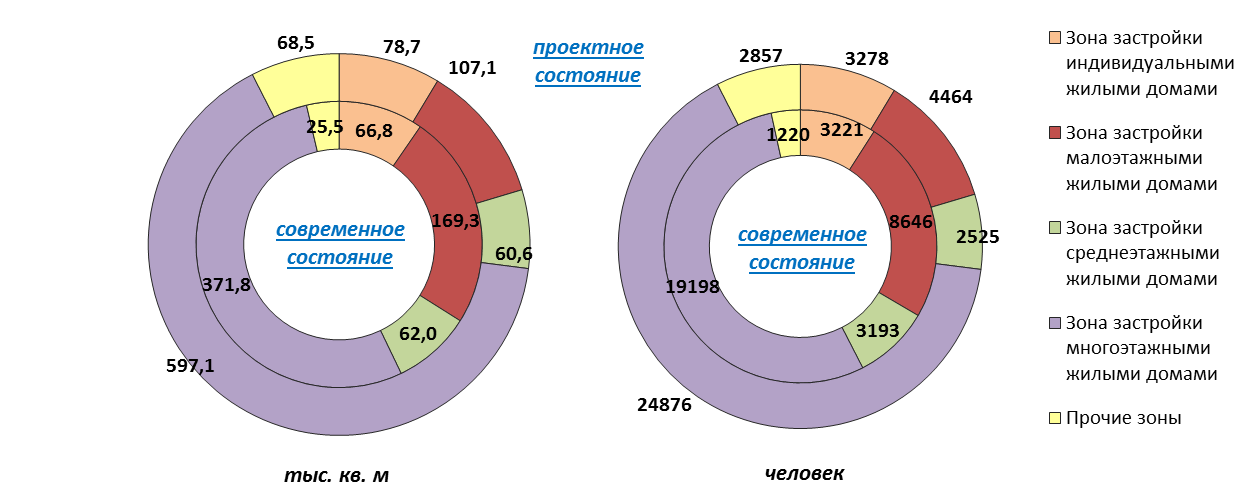 68,5
78,7
107,1
60,6
597,1
25,5
66,8
169,3
62,0
371,8
современное
состояние
тыс. кв. м
проектное
состояние
2857
3278
4464
2525
24876
1220
3221
8646
3193
19198
современное
состояние
человек
Зона застройки
индивидуальными
жилыми домами
Зона застройки
малоэтажными
жилыми домами
Зона застройки
среднеэтажными
жилыми домами
Зона застройки
многоэтажными
жилыми домами
Прочие зоны